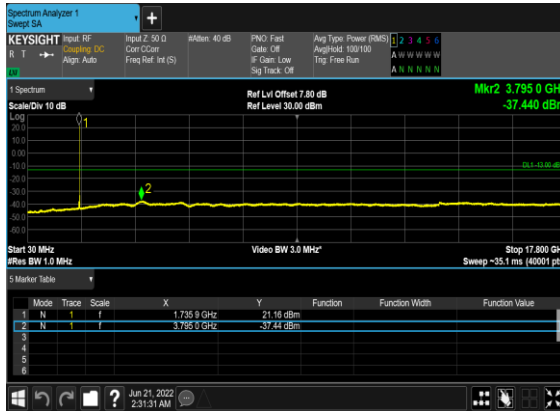 Spectrum Analyzer 1
Swept SA
+
KEYSIGHT Input: RF Input Z: 50 Ω #Atten: 40 dB PNO: Fast Avg Type: Power (RMS) 1 2 3 4 5 6
R T Coupling: DC Corr CCorr Gate: Off Avg|Hold: 100/100 A W W W W W
Align: Auto Freq Ref: Int (S) IF Gain: Low Trig: Free Run
Sig Track: Off A N N N N N
1 Spectrum Mkr2 3.795 0 GHz
Ref Lvl Offset 7.80 dB
Scale/Div 10 dB Ref Level 30.00 dBm -37.440 dBm
Log
1
20.0
10.0
0.00
-10.0
DL1 -13.00 dBm
-20.0
-30.0
2
-40.0
-50.0
-60.0
Start 30 MHz Video BW 3.0 MHz* Stop 17.800 GHz
#Res BW 1.0 MHz Sweep ~35.1 ms (40001 pts)
5 Marker Table
Mode Trace Scale X Y Function Function Width Function Value
1 N 1 f 1.735 9 GHz 21.16 dBm
2 N 1 f 3.795 0 GHz -37.44 dBm
3
4
5
6
? Jun 21, 2022
2:31:31 AM